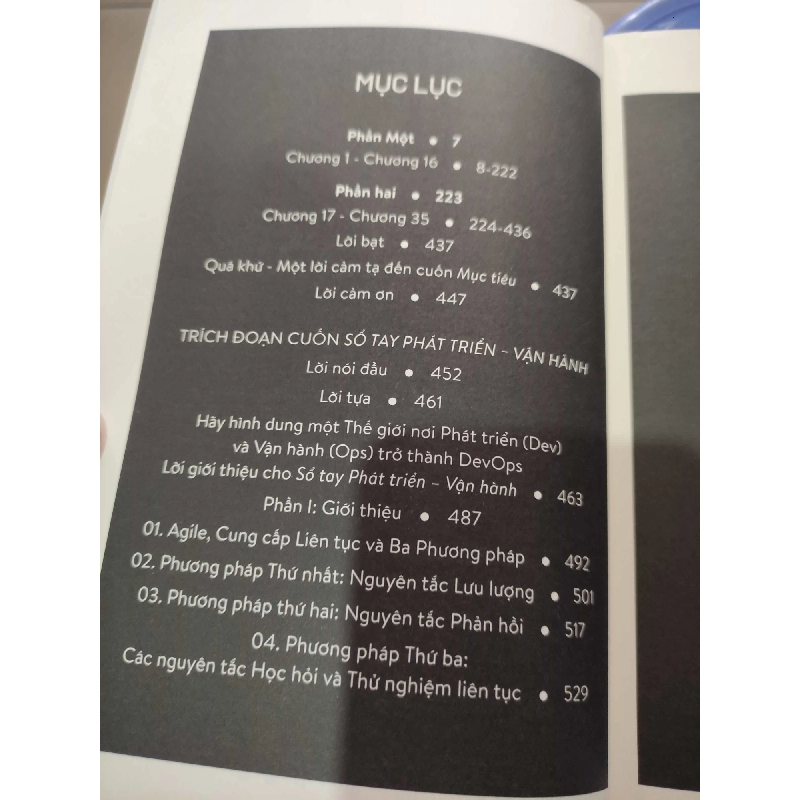 MỤC LỤC
Phần Một • 7
Chương 1 - Chương 16 • 8-222
Phần hai • 223
Chương 17 - Chương 35 • 224-436
Lời bạt • 437
Quá khứ - Một lời cảm tạ đến cuốn Mục tiêu • 437
Lời cảm ơn • 447
TRÍCH ĐOẠN CUỐN SỔ TAY PHÁT TRIỂN – VẬN HÀNH
Lời nói đầu • 452
Lời tựa • 461
Hãy hình dung một Thế giới nơi Phát triển (Dev)
và Vận hành (Ops) trở thành DevOps
Lời giới thiệu cho Sổ tay Phát triển – Vận hành • 463
Phần I: Giới thiệu • 487
01. Agile, Cung cấp Liên tục và Ba Phương pháp • 492
02. Phương pháp Thứ nhất: Nguyên tắc Lưu lượng • 501
03. Phương pháp thứ hai: Nguyên tắc Phản hồi • 517
04. Phương pháp Thứ ba:
Các nguyên tắc Học hỏi và Thử nghiệm liên tục • 529